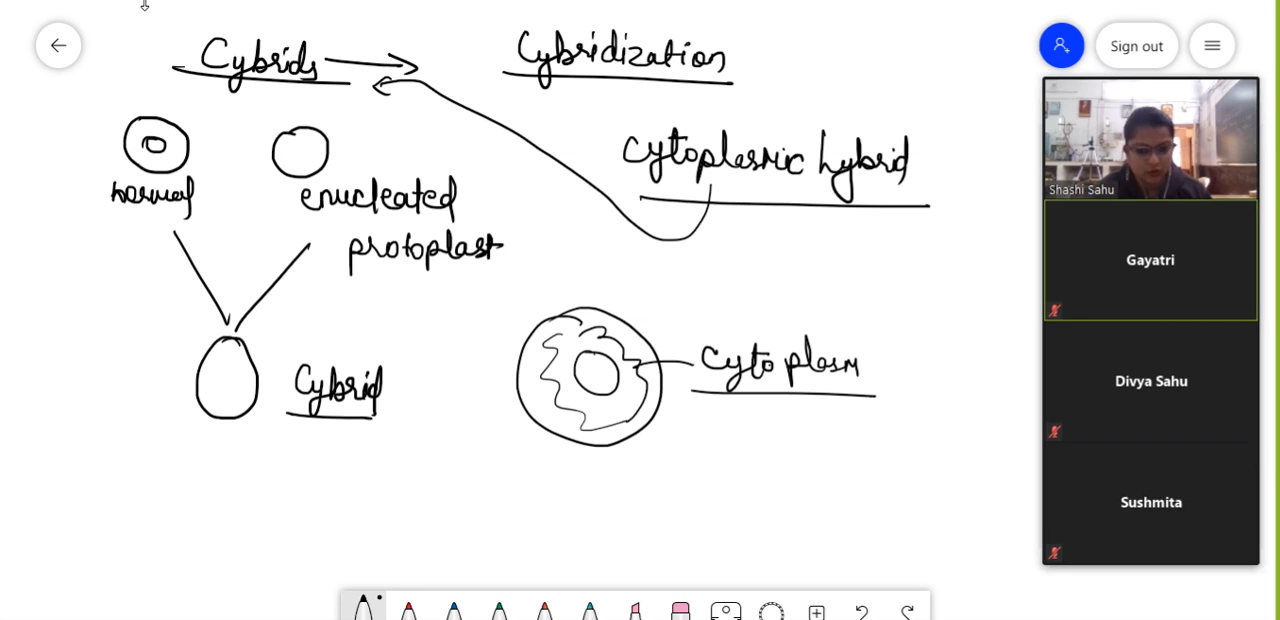 Cybrids
Cybridization
Cytoplasmic hybrid
normal
enucleated
protoplast
Cybrid
Cytoplasm
Sign out
Shashi Sahu
Gayatri
Divya Sahu
Sushmita